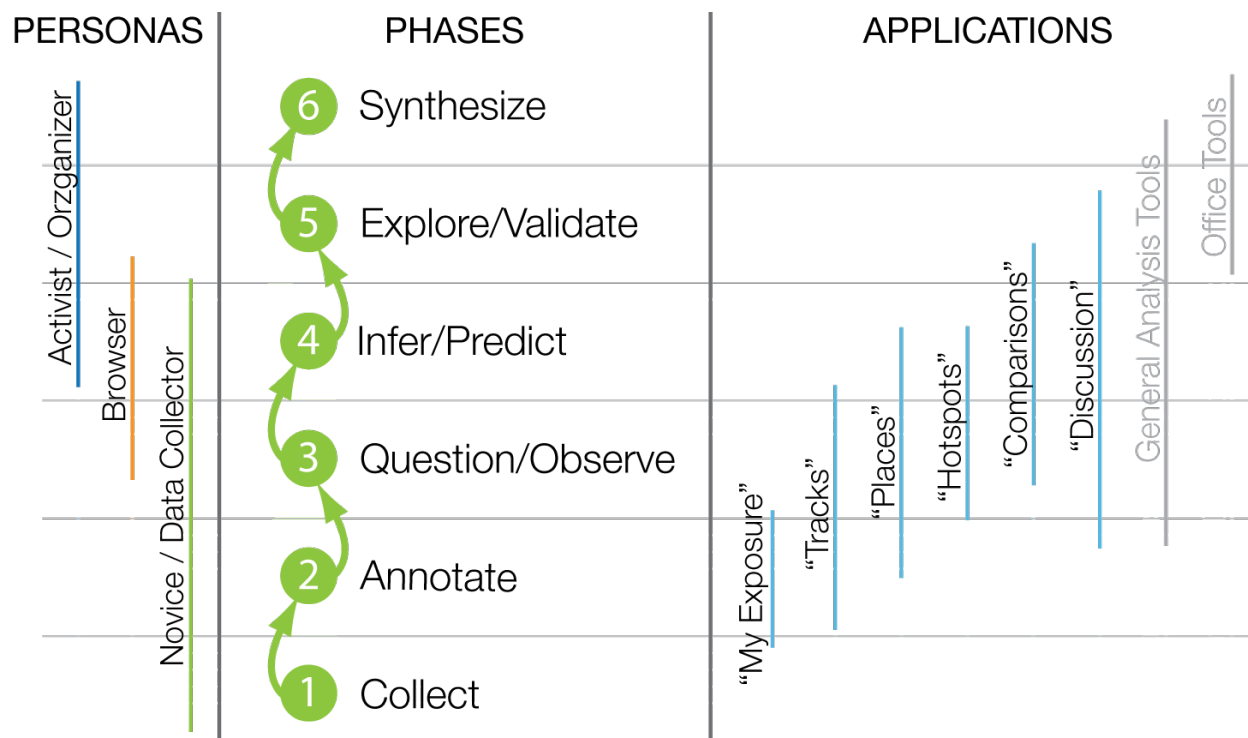 PERSONAS
PHASES
APPLICATIONS
Activist / Orzganizer
Browser
Novice / Data Collector
6
Synthesize
5
Explore/Validate
4
Infer/Predict
3
Question/Observe
2
Annotate
1
Collect
“My Exposure”
“Tracks”
“Places”
“Hotspots”
“Comparisons”
“Discussion”
General Analysis Tools
Office Tools